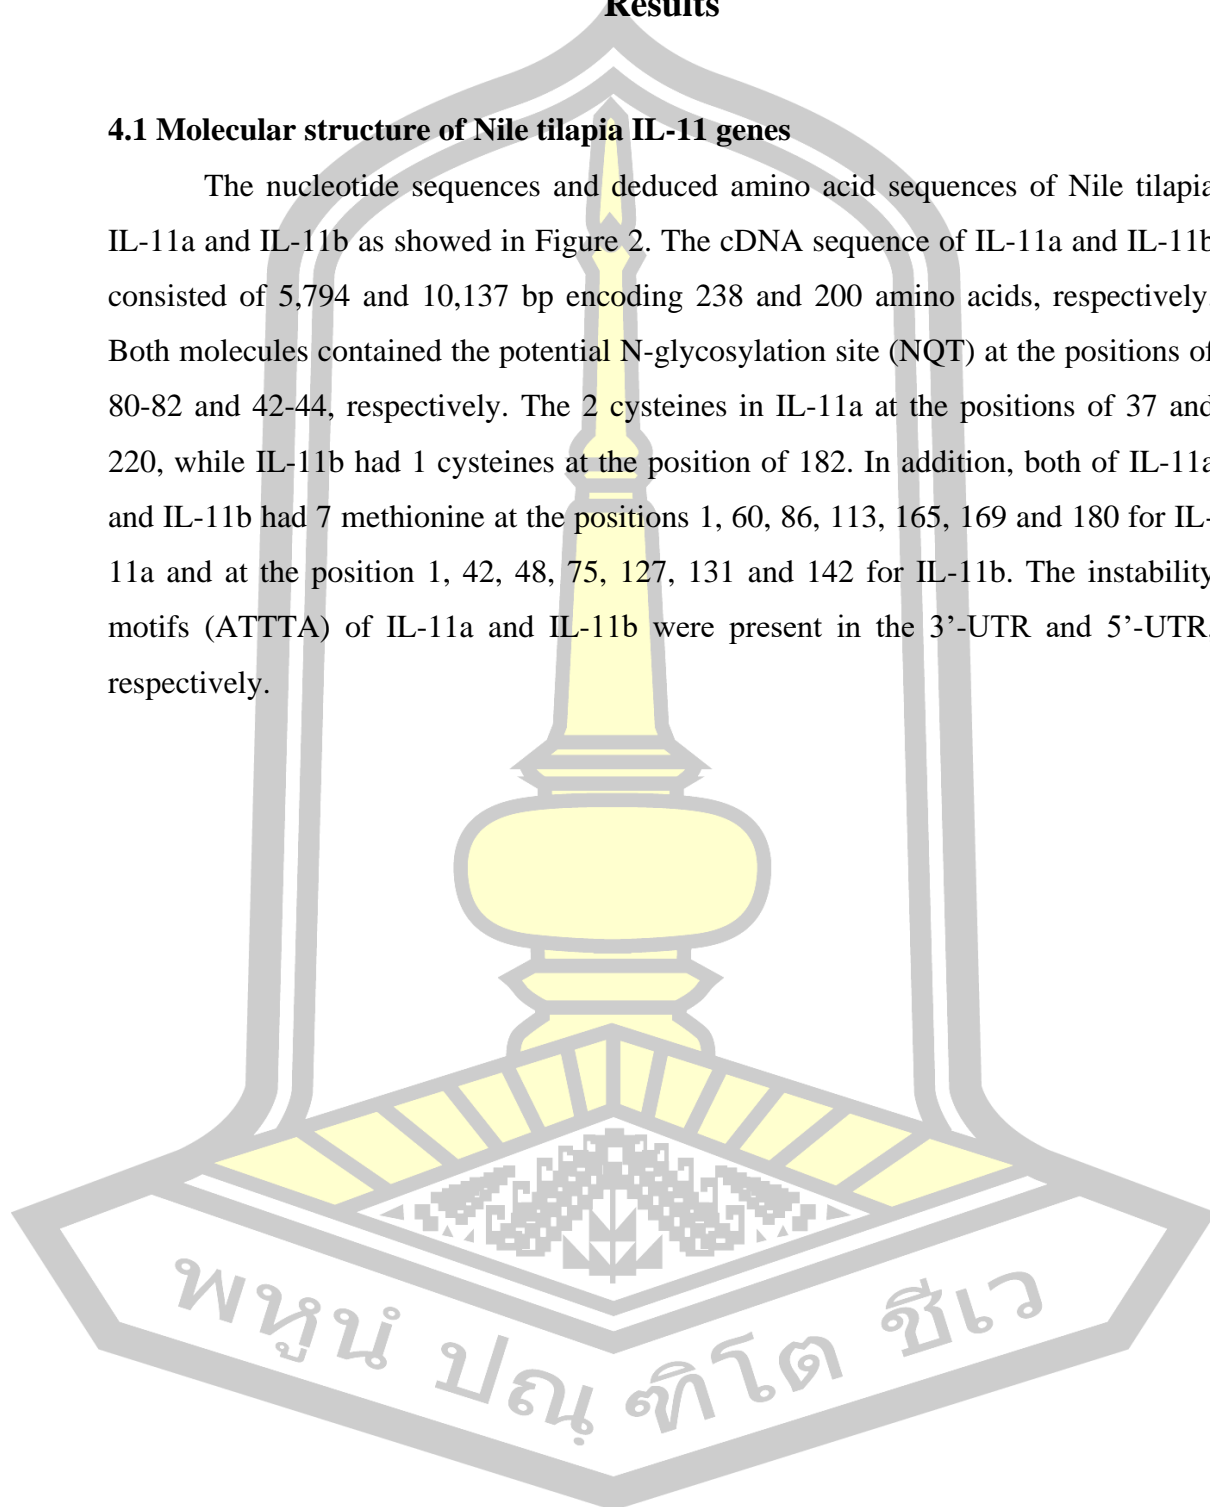 Results
4.1 Molecular structure of Nile tilapia IL-11 genes
The nucleotide sequences and deduced amino acid sequences of Nile tilapia
IL-11a and IL-11b as showed in Figure 2. The cDNA sequence of IL-11a and IL-11b
consisted of 5,794 and 10,137 bp encoding 238 and 200 amino acids, respectively.
Both molecules contained the potential N-glycosylation site (NQT) at the positions of
80-82 and 42-44, respectively. The 2 cysteines in IL-11a at the positions of 37 and
220, while IL-11b had 1 cysteines at the position of 182. In addition, both of IL-11a
and IL-11b had 7 methionine at the positions 1, 60, 86, 113, 165, 169 and 180 for IL-
11a and at the position 1, 42, 48, 75, 127, 131 and 142 for IL-11b. The instability
motifs (ATTTA) of IL-11a and IL-11b were present in the 3’-UTR and 5’-UTR,
respectively.
พหูนํ ปณฺฑิโต ชีเว